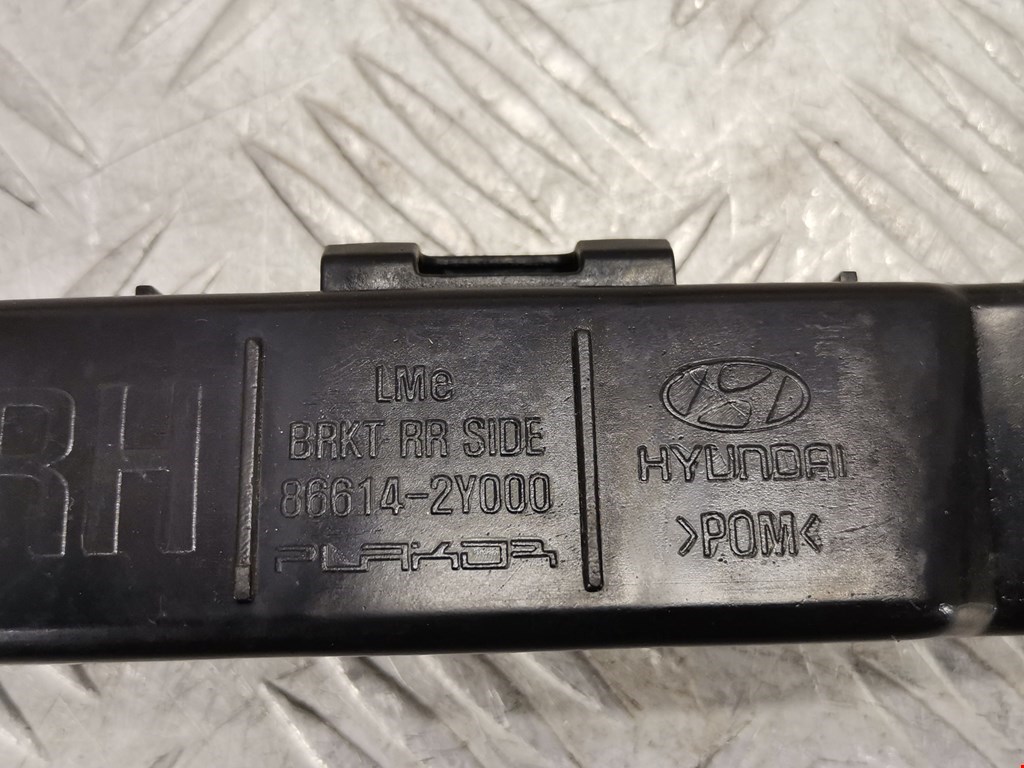 RH
LMe
BRKT RR SIDE
86614-2Y000
PLAKOR
HYUNDAI
>POM<